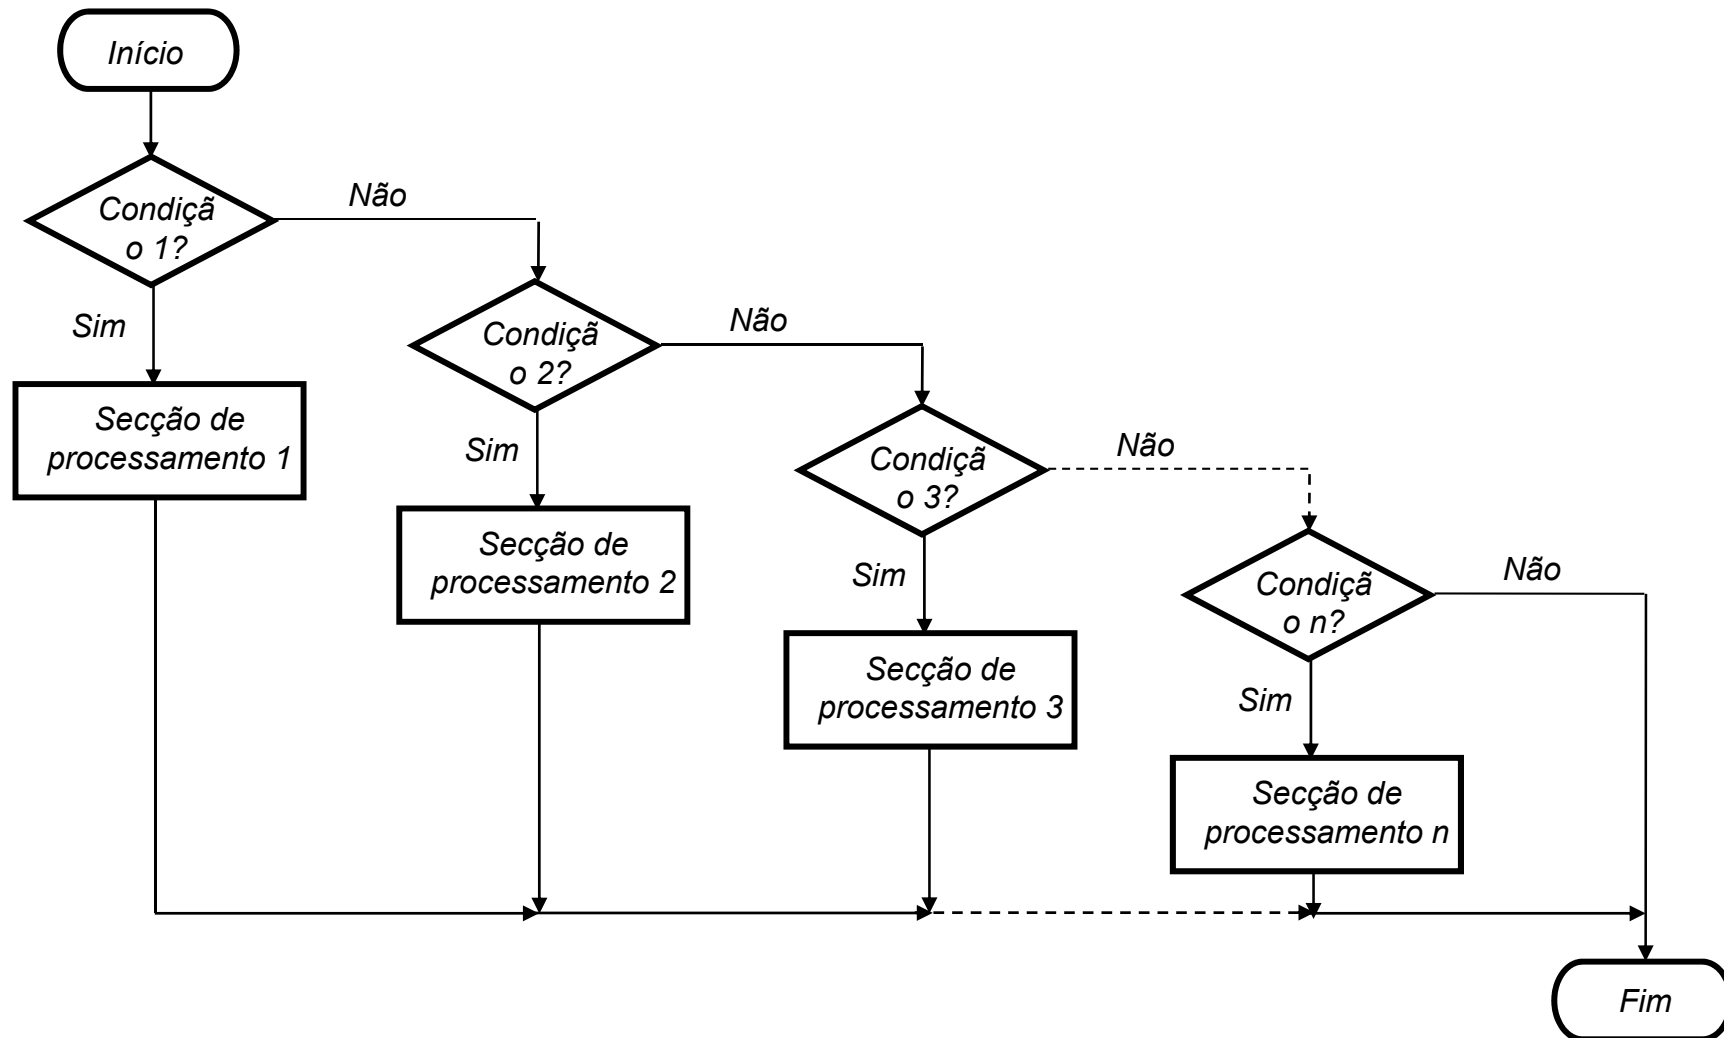 Início
Condiçã
o 1?
Não
Sim
Secção de
processamento 1
Condiçã
o 2?
Não
Sim
Secção de
processamento 2
Condiçã
o 3?
Não
Sim
Secção de
processamento 3
Condiçã
o n?
Não
Sim
Secção de
processamento n
Fim